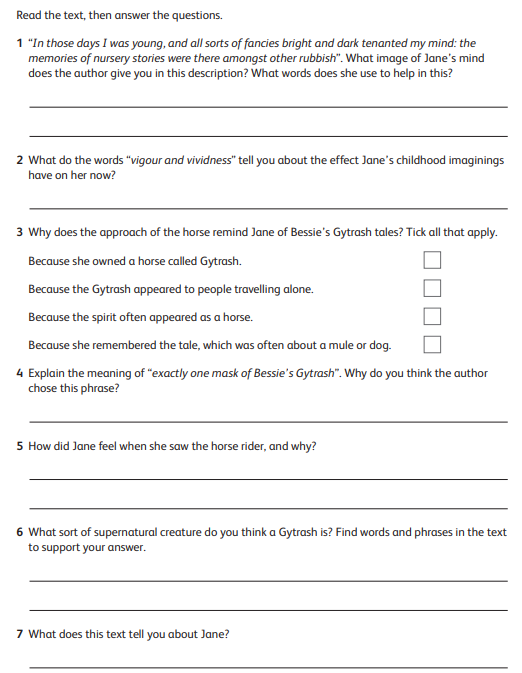 Read the text, then answer the questions.
1 “In those days I was young, and all sorts of fancies bright and dark tenanted my mind: the
memories of nursery stories were there amongst other rubbish”. What image of Jane’s mind
does the author give you in this description? What words does she use to help in this?
2 What do the words “vigour and vividness” tell you about the effect Jane’s childhood imaginings
have on her now?
3 Why does the approach of the horse remind Jane of Bessie’s Gytrash tales? Tick all that apply.
Because she owned a horse called Gytrash.
Because the Gytrash appeared to people travelling alone.
Because the spirit often appeared as a horse.
Because she remembered the tale, which was often about a mule or dog.
4 Explain the meaning of “exactly one mask of Bessie’s Gytrash”. Why do you think the author
chose this phrase?
5 How did Jane feel when she saw the horse rider, and why?
6 What sort of supernatural creature do you think a Gytrash is? Find words and phrases in the text
to support your answer.
7 What does this text tell you about Jane?